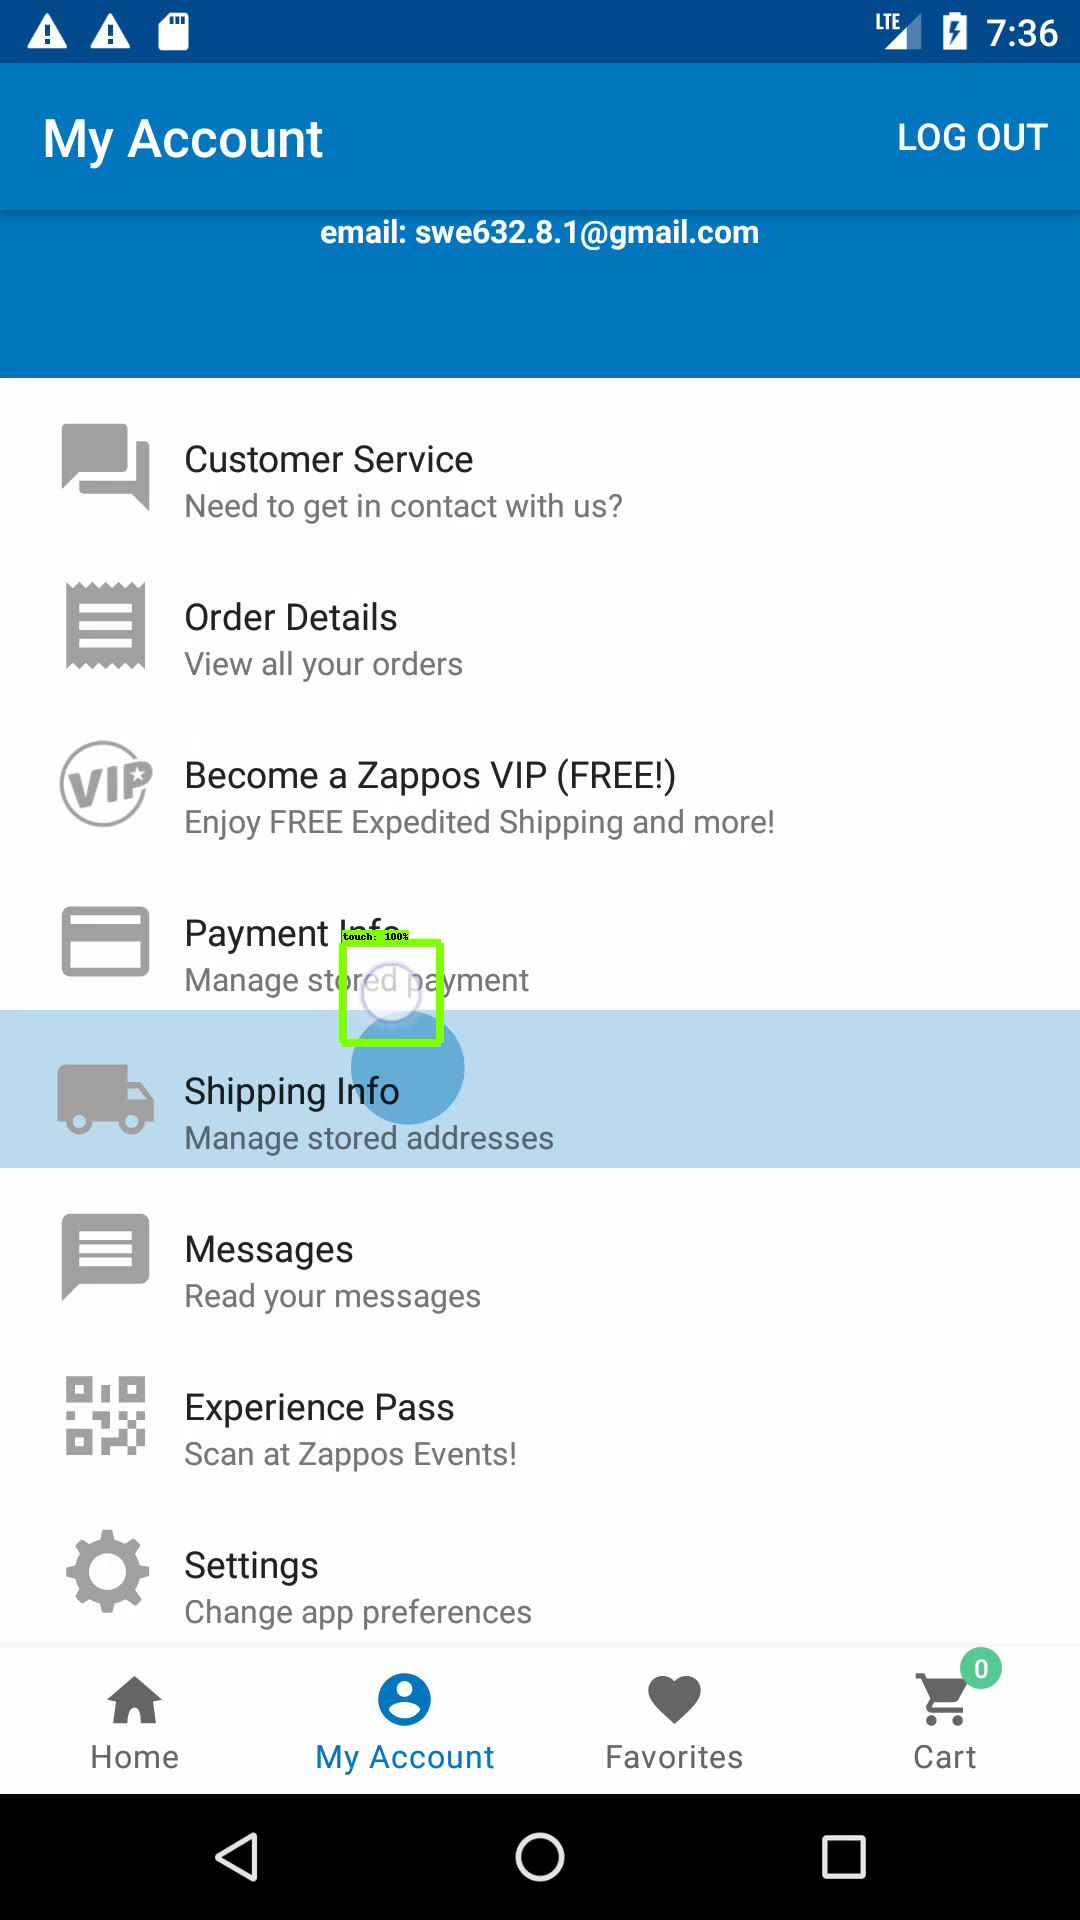 LTE 7:36
My Account LOG OUT
email: swe632.8.1@gmail.com
Customer Service
Need to get in contact with us?
Order Details
View all your orders
VIP
Become a Zappos VIP (FREE!)
Enjoy FREE Expedited Shipping and more!
Payment Info
touch: 100%
Manage stored payment
Shipping Info
Manage stored addresses
Messages
Read your messages
Experience Pass
Scan at Zappos Events!
Settings
Change app preferences
0
Home My Account Favorites Cart